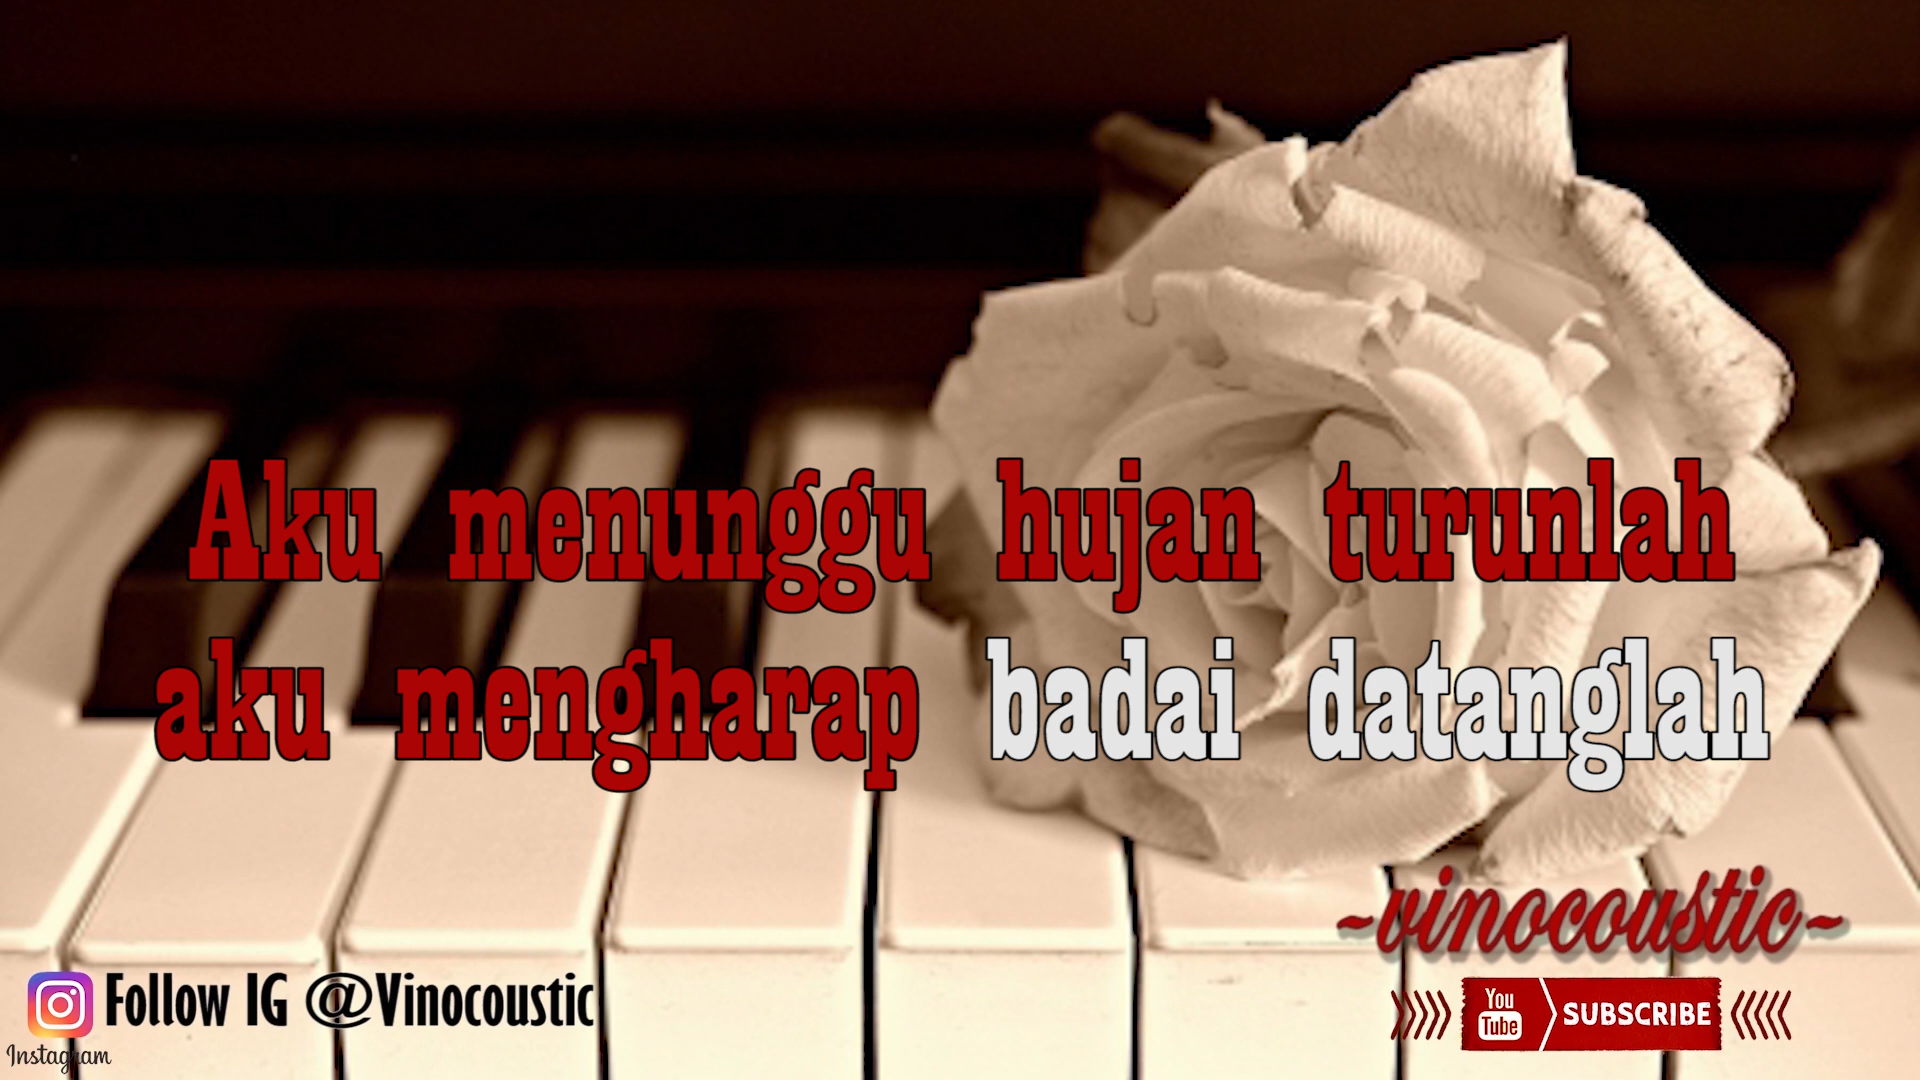 Aku menunggu hujan turunlah
aku mengharap badai datanglah
~vinocoustic~
Follow IG @Vinocoustic
Instagram
You
Tube
SUBSCRIBE